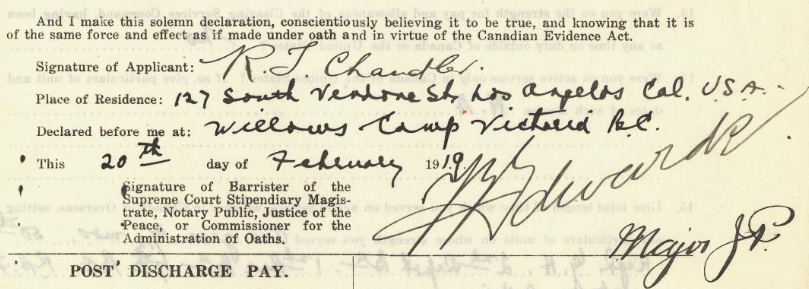 And I make this solemn declaration, conscientiously believing it to be true, and knowing that it is
of the same force and effect as if made under oath and in virtue of the Canadian Evidence Act.
Signature of Applicant: R. T. Chandler.
Place of Residence: 127 South Vendome St, Los Angelos Cal. U.S.A.
Declared before me at: Willows Camp Victoria B.C.
This 20th day of February 1919
Edwards
Signature of Barrister of the
Supreme Court Stipendiary Magis-
trate, Notary Public, Justice of the
Peace, or Commissioner for the
Administration of Oaths.
Major J.P.
POST DISCHARGE PAY.